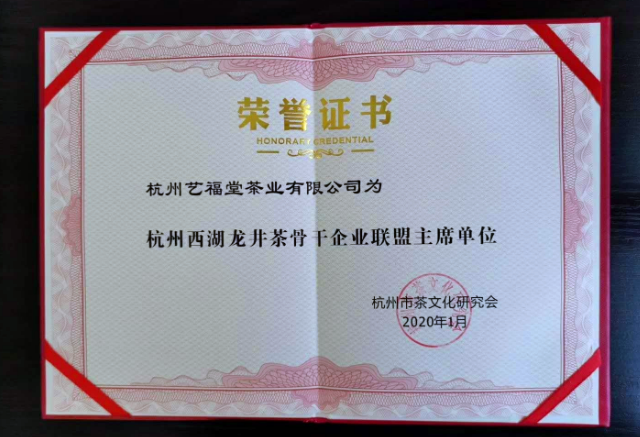 荣誉证书
HONORARY CREDENTIAL
杭州艺福堂茶业有限公司为
杭州西湖龙井茶骨干企业联盟主席单位
杭州市茶文化研究会
2020年1月